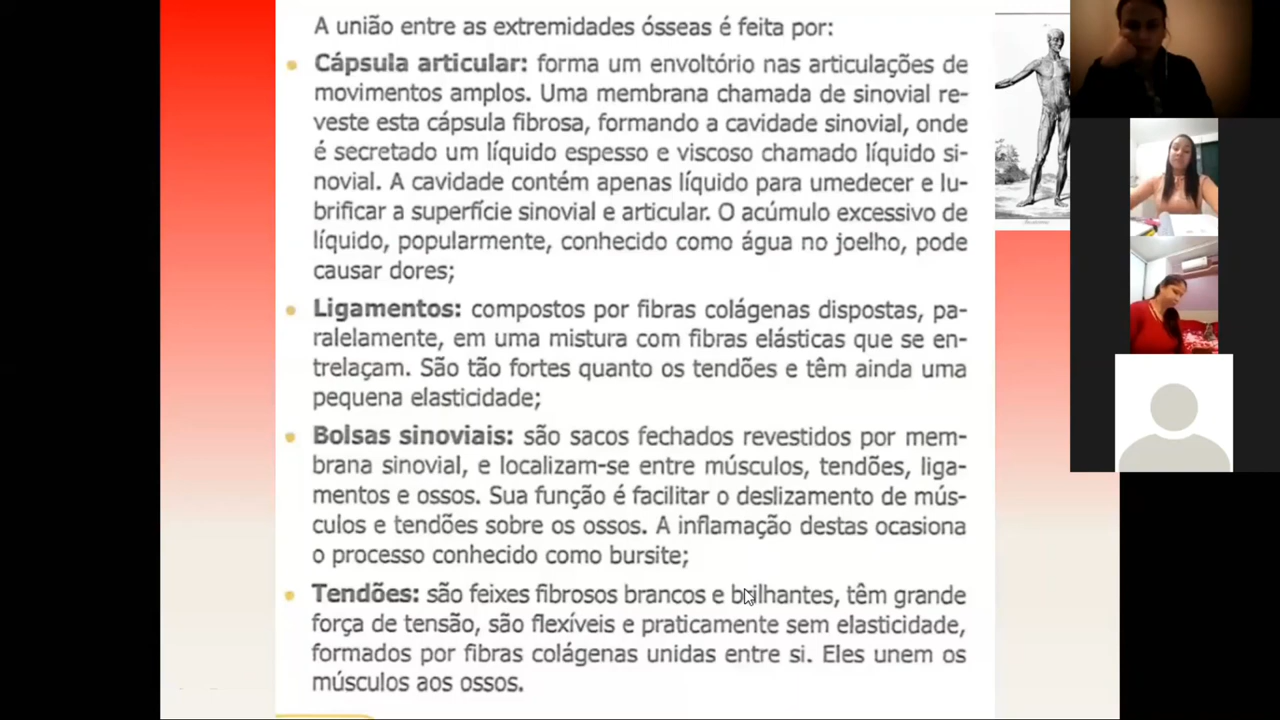 A união entre as extremidades ósseas é feita por:
Cápsula articular: forma um envoltório nas articulações de
movimentos amplos. Uma membrana chamada de sinovial re-
veste esta cápsula fibrosa, formando a cavidade sinovial, onde
é secretado um líquido espesso e viscoso chamado líquido si-
novial. A cavidade contém apenas líquido para umedecer e lu-
brificar a superfície sinovial e articular. O acúmulo excessivo de
líquido, popularmente, conhecido como água no joelho, pode
causar dores;
Ligamentos: compostos por fibras colágenas dispostas, pa-
ralelamente, em uma mistura com fibras elásticas que se en-
trelaçam. São tão fortes quanto os tendões e têm ainda uma
pequena elasticidade;
Bolsas sinoviais: são sacos fechados revestidos por mem-
brana sinovial, e localizam-se entre músculos, tendões, liga-
mentos e ossos. Sua função é facilitar o deslizamento de mús-
culos e tendões sobre os ossos. A inflamação destas ocasiona
o processo conhecido como bursite;
Tendões: são feixes fibrosos brancos e brilhantes, têm grande
força de tensão, são flexíveis e praticamente sem elasticidade,
formados por fibras colágenas unidas entre si. Eles unem os
músculos aos ossos.